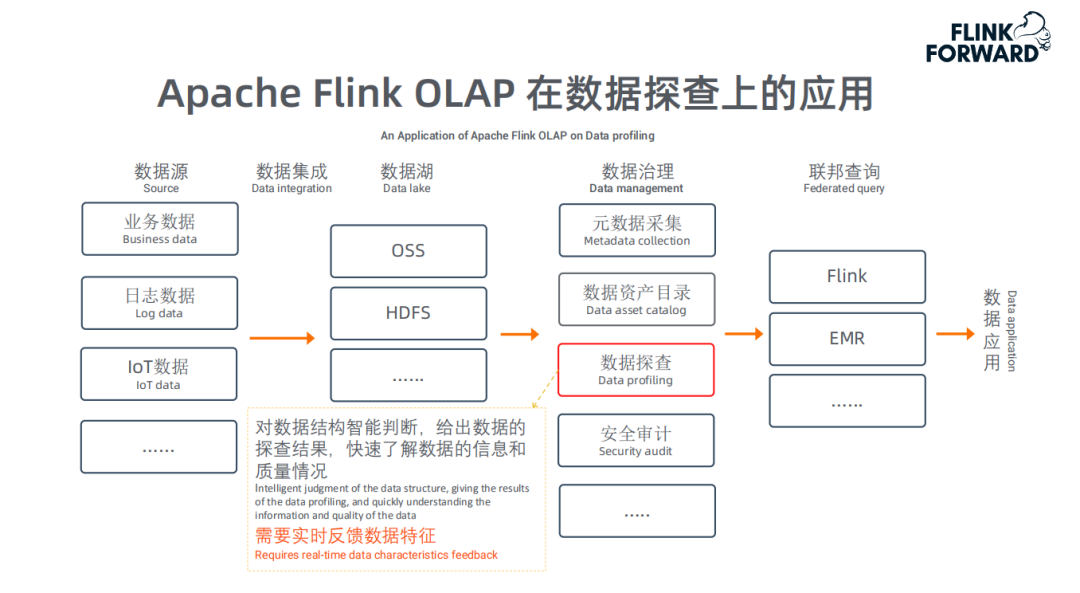 FLINK
FORWARD
Apache Flink OLAP 在数据探查上的应用
An Application of Apache Flink OLAP on Data profiling
数据源
Source
业务数据
Business data
日志数据
Log data
IoT数据
IoT data
......
数据集成
Data integration
数据湖
Data lake
OSS
HDFS
......
数据治理
Data management
元数据采集
Metadata collection
数据资产目录
Data asset catalog
数据探查
Data profiling
安全审计
Security audit
.....
对数据结构智能判断，给出数据的
探查结果，快速了解数据的信息和
质量情况
Intelligent judgment of the data structure, giving the results
of the data profiling, and quickly understanding the
information and quality of the data
需要实时反馈数据特征
Requires real-time data characteristics feedback
联邦查询
Federated query
Flink
EMR
......
数据应用
Data application